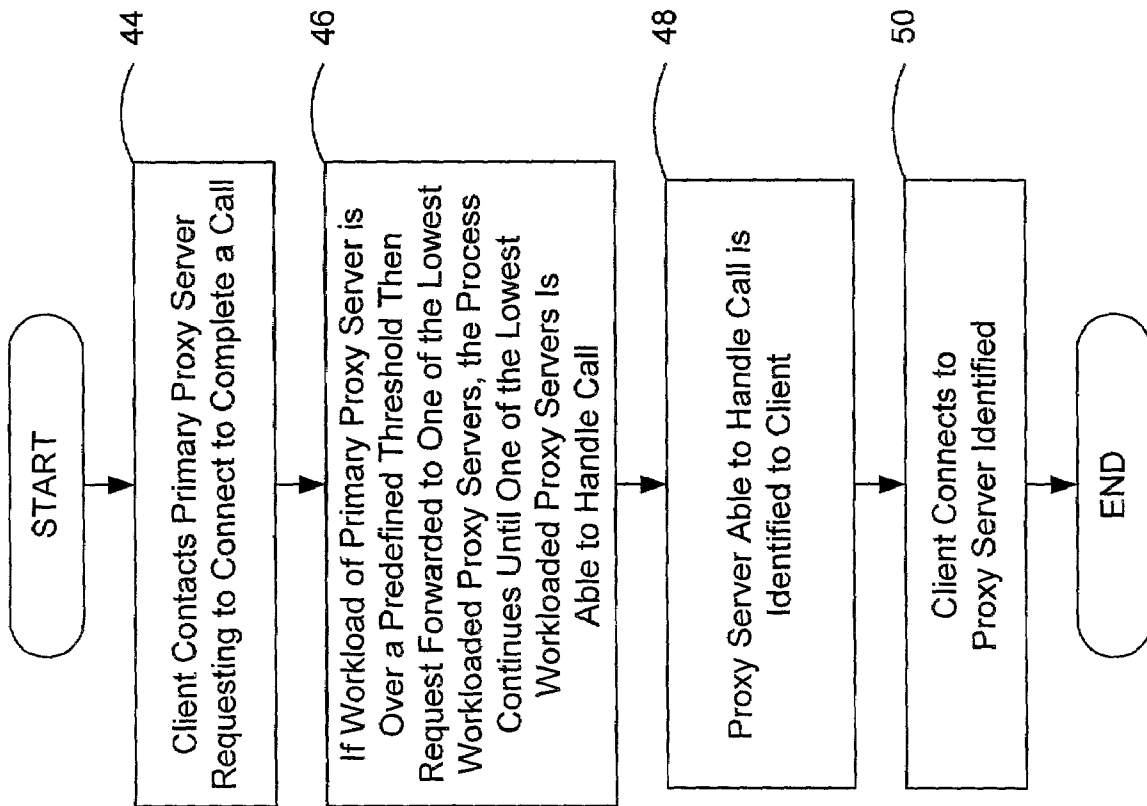 START
44
Client Contacts Primary Proxy Server
Requesting to Connect to Complete a Call
46
If Workload of Primary Proxy Server is
Over a Predefined Threshold Then
Request Forwarded to One of the Lowest
Workloaded Proxy Servers, the Process
Continues Until One of the Lowest
Workloaded Proxy Servers Is
Able to Handle Call
48
Proxy Server Able to Handle Call is
Identified to Client
50
Client Connects to
Proxy Server Identified
END